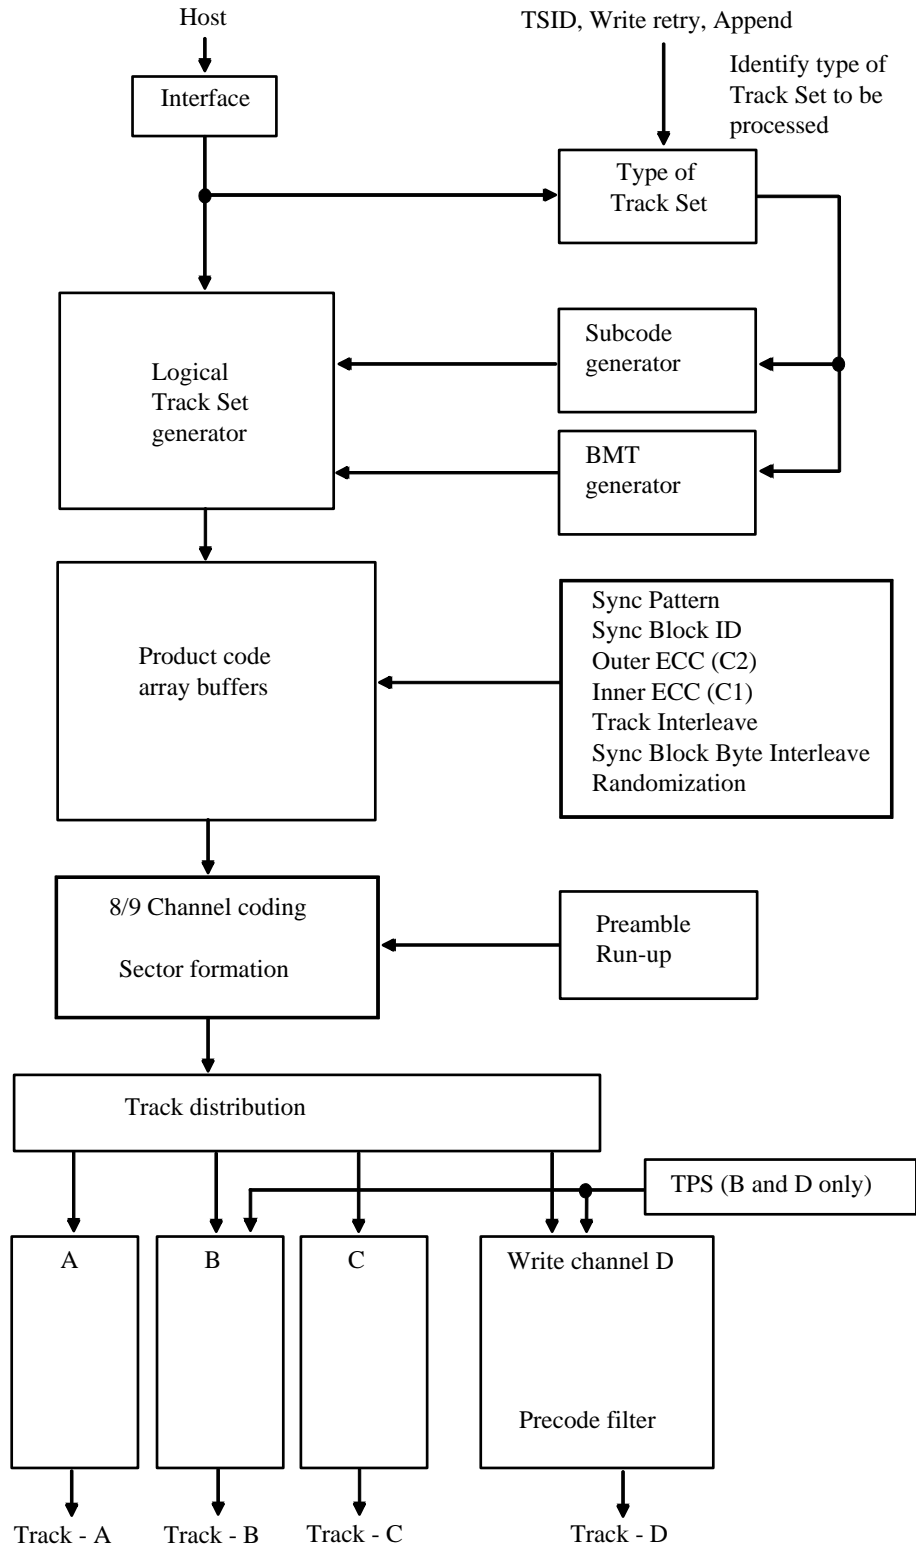 Host
TSID, Write retry, Append
Identify type of
Track Set to be
processed
Interface
Type of
Track Set
Subcode
generator
Logical
Track Set
generator
BMT
generator
Sync Pattern
Sync Block ID
Outer ECC (C2)
Inner ECC (C1)
Track Interleave
Sync Block Byte Interleave
Randomization
Product code
array buffers
8/9 Channel coding
Sector formation
Preamble
Run-up
Track distribution
TPS (B and D only)
A
B
C
Write channel D
Precode filter
Track - A
Track - B
Track - C
Track - D